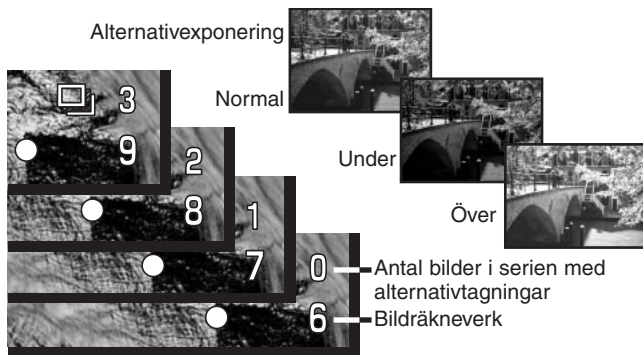 Alternativexponering
Normal
Under
Över
3
9
2
8
1
7
0
6
Antal bilder i serien med
alternativtagningar
Bildräkneverk